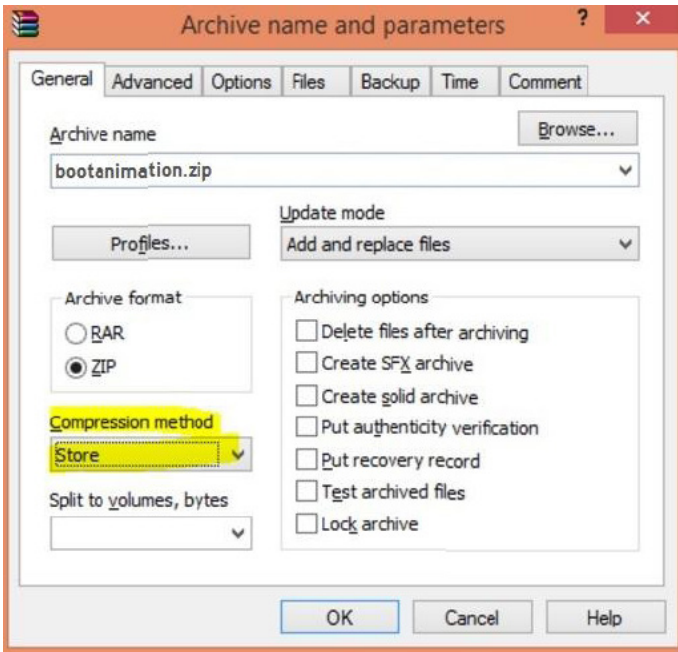 Archive name and parameters ? ×
General Advanced Options Files Backup Time Comment
Archive name
Browse...
bootanimation.zip
Update mode
Profiles... Add and replace files
Archive format
RAR
ZIP
Compression method
Store
Split to volumes, bytes
Archiving options
Delete files after archiving
Create SFX archive
Create solid archive
Put authenticity verification
Put recovery record
Test archived files
Lock archive
OK Cancel Help